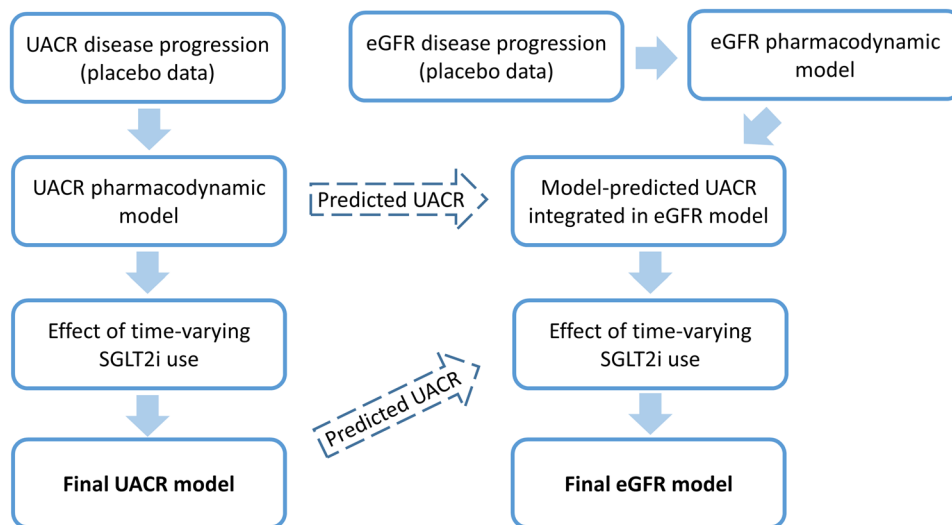 UACR disease progression
(placebo data)
eGFR disease progression
(placebo data)
eGFR pharmacodynamic
model
UACR pharmacodynamic
model
Predicted UACR
Model-predicted UACR
integrated in eGFR model
Effect of time-varying
SGLT2i use
Predicted UACR
Effect of time-varying
SGLT2i use
Final UACR model
Final eGFR model